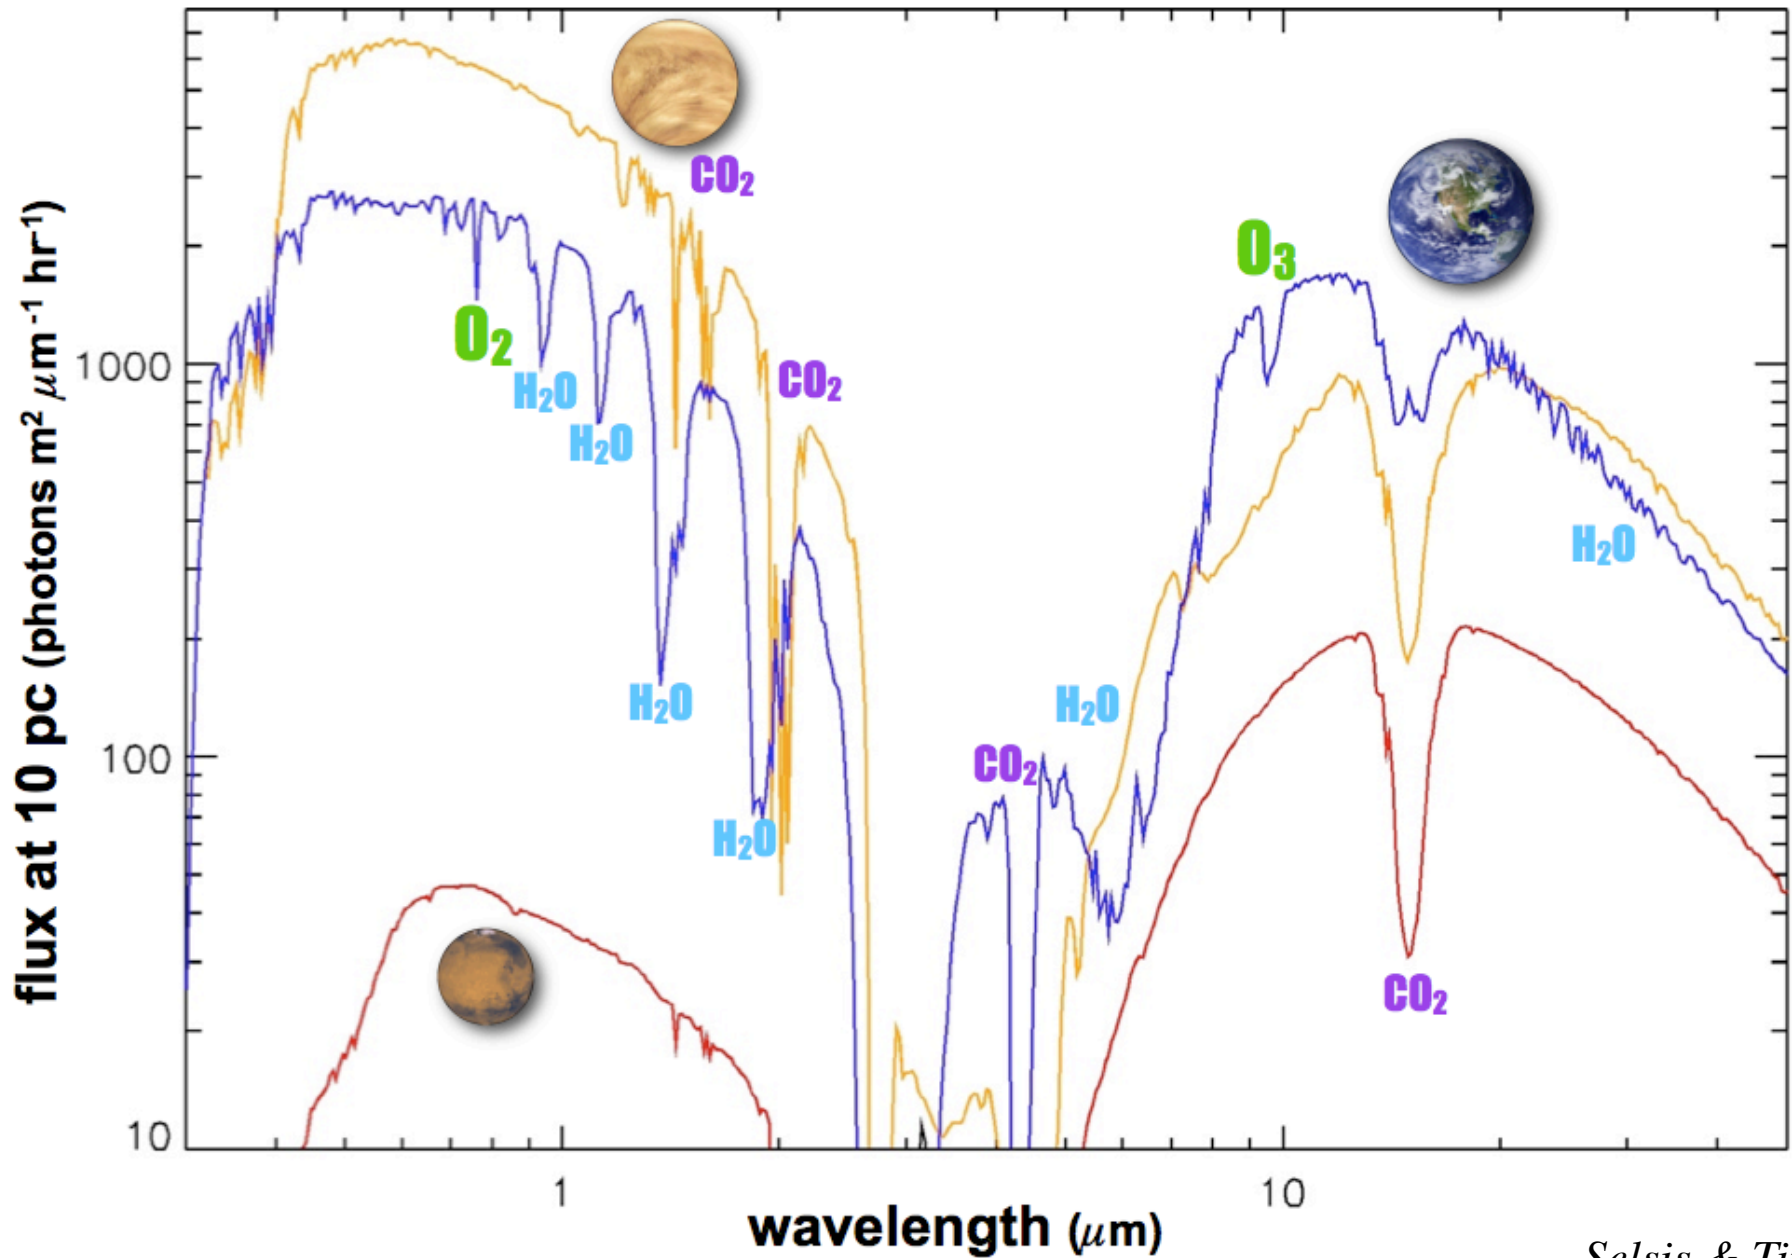 flux at 10 pc (photons m² μm⁻¹ hr⁻¹)
1000
100
10
CO₂
O₃
O₂
H₂O
CO₂
H₂O
H₂O
H₂O
H₂O
CO₂
H₂O
CO₂
1
10
wavelength (μm)
Selsis &